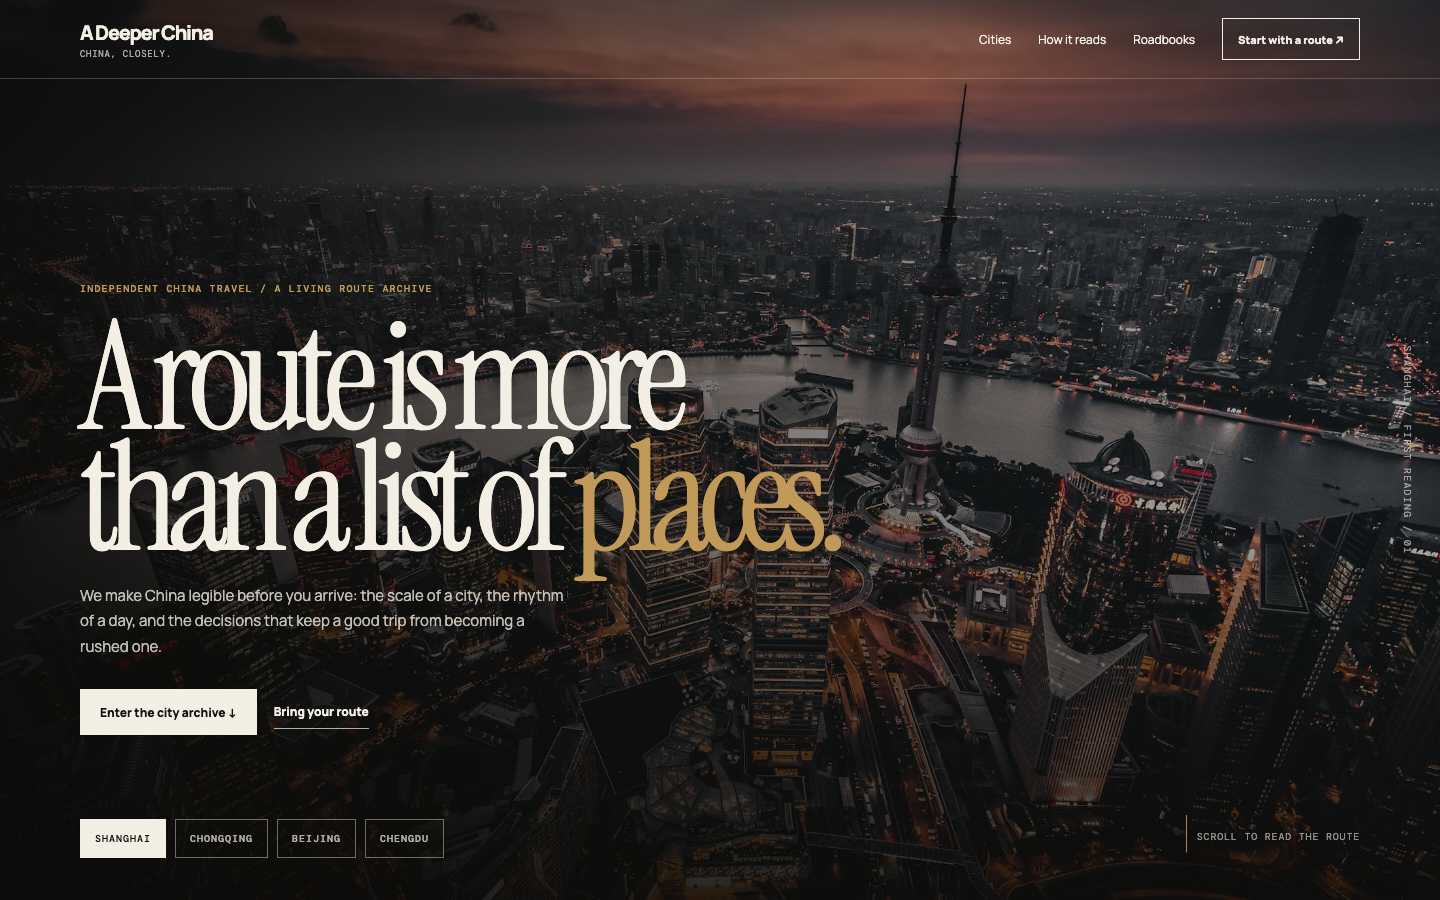 A Deeper China
CHINA, CLOSELY.
Cities
How it reads
Roadbooks
Start with a route ↗
INDEPENDENT CHINA TRAVEL / A LIVING ROUTE ARCHIVE
A route is more
than a list of places.
We make China legible before you arrive: the scale of a city, the rhythm
of a day, and the decisions that keep a good trip from becoming a
rushed one.
Enter the city archive ↓
Bring your route
SHANGHAI
CHONGQING
BEIJING
CHENGDU
SCROLL TO READ THE ROUTE
SHANGHAI / FIRST READING / 01